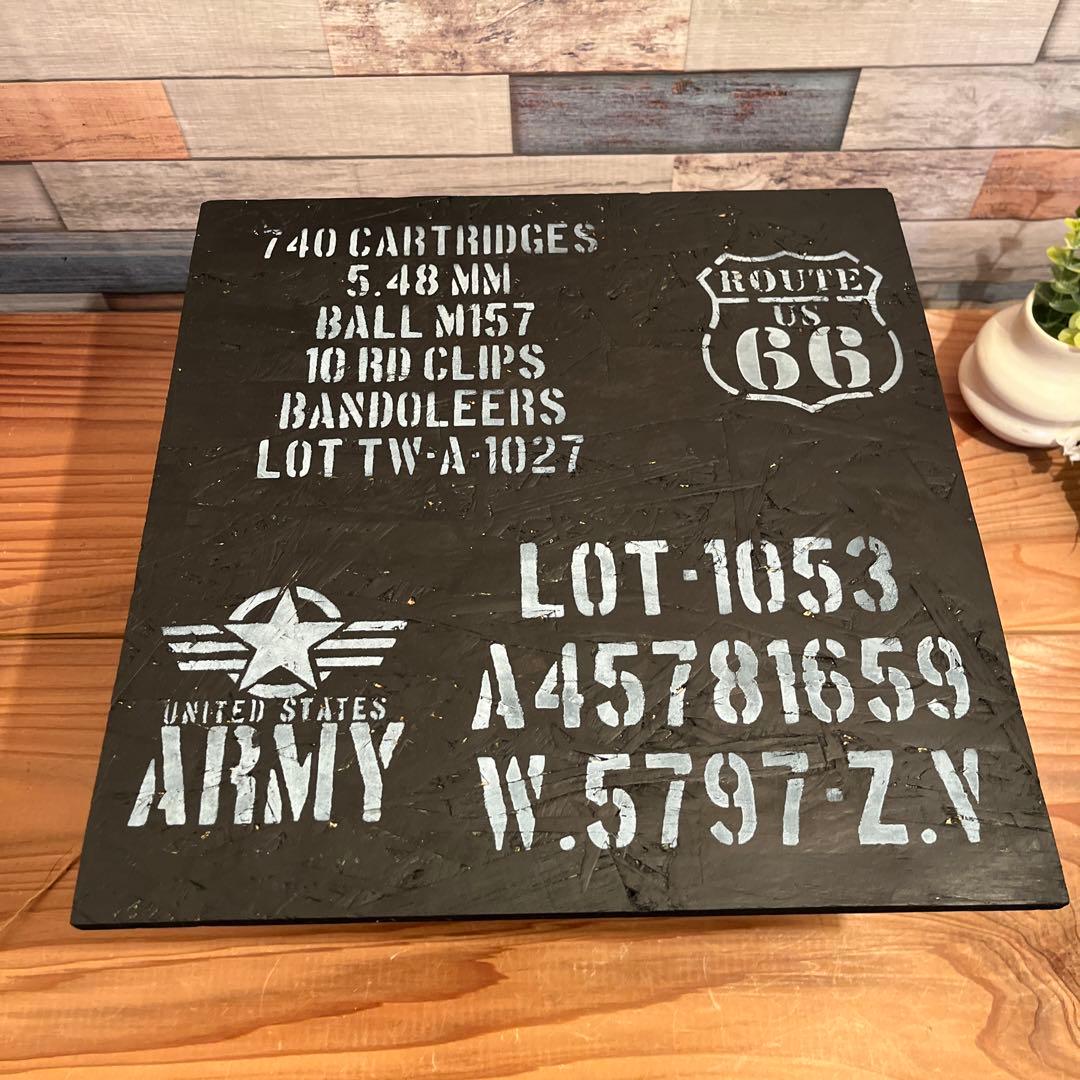 740 CARTRIDGES
5.48 MM
BALL M157
10 RD CLIPS
BANDOLEERS
LOT TW-A-1027
ROUTE
US
66
LOT-1053
A45781659
W.5797-Z.V
UNITED STATES
ARMY